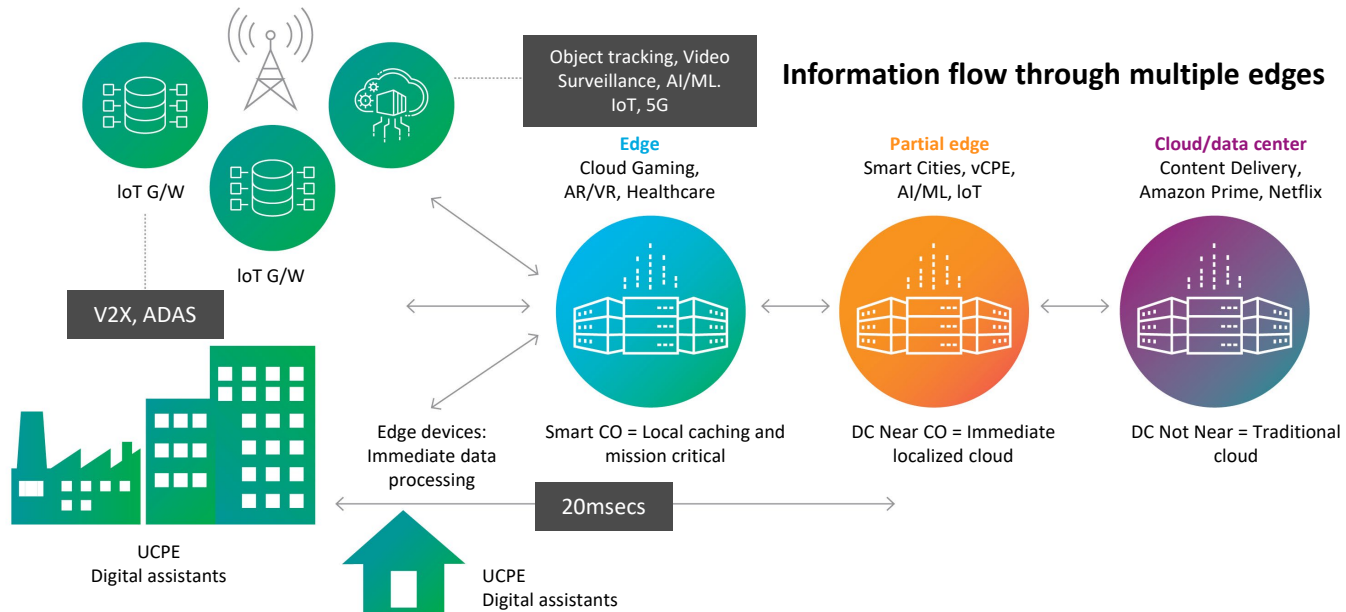 Information flow through multiple edges
Object tracking, Video
Surveillance, AI/ML.
IoT, 5G
IoT G/W
IoT G/W
V2X, ADAS
Edge
Cloud Gaming,
AR/VR, Healthcare
Partial edge
Smart Cities, vCPE,
AI/ML, IoT
Cloud/data center
Content Delivery,
Amazon Prime, Netflix
Edge devices:
Immediate data
processing
Smart CO = Local caching and
mission critical
DC Near CO = Immediate
localized cloud
DC Not Near = Traditional
cloud
20msecs
UCPE
Digital assistants
UCPE
Digital assistants